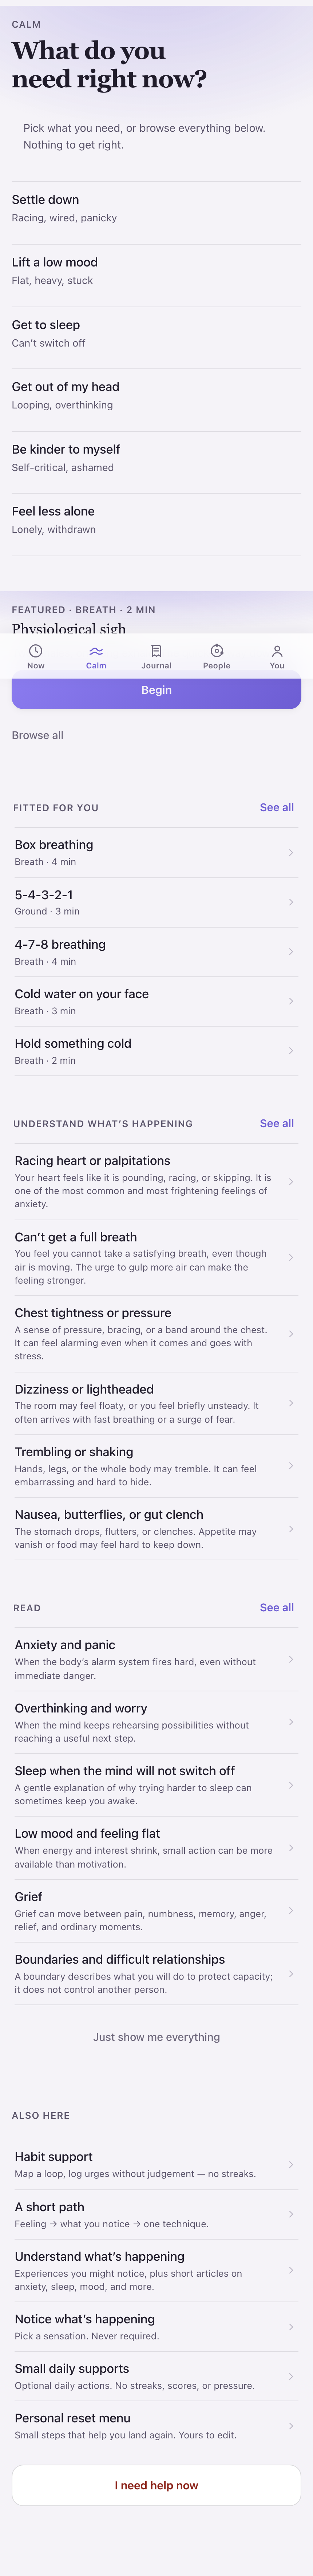 CALM
What do you
need right now?
Pick what you need, or browse everything below.
Nothing to get right.
Settle down
Racing, wired, panicky
Lift a low mood
Flat, heavy, stuck
Get to sleep
Can't switch off
Get out of my head
Looping, overthinking
Be kinder to myself
Self-critical, ashamed
Feel less alone
Lonely, withdrawn
FEATURED · BREATH · 2 MIN
Physiological sigh
Now
Calm
Journal
People
You
Begin
Browse all
FITTED FOR YOU
See all
Box breathing
Breath · 4 min
5-4-3-2-1
Ground · 3 min
4-7-8 breathing
Breath · 4 min
Cold water on your face
Breath · 3 min
Hold something cold
Breath · 2 min
UNDERSTAND WHAT'S HAPPENING
See all
Racing heart or palpitations
Your heart feels like it is pounding, racing, or skipping. It is
one of the most common and most frightening feelings of
anxiety.
Can't get a full breath
You feel you cannot take a satisfying breath, even though
air is moving. The urge to gulp more air can make the
feeling stronger.
Chest tightness or pressure
A sense of pressure, bracing, or a band around the chest.
It can feel alarming even when it comes and goes with
stress.
Dizziness or lightheaded
The room may feel floaty, or you feel briefly unsteady. It
often arrives with fast breathing or a surge of fear.
Trembling or shaking
Hands, legs, or the whole body may tremble. It can feel
embarrassing and hard to hide.
Nausea, butterflies, or gut clench
The stomach drops, flutters, or clenches. Appetite may
vanish or food may feel hard to keep down.
READ
See all
Anxiety and panic
When the body's alarm system fires hard, even without
immediate danger.
Overthinking and worry
When the mind keeps rehearsing possibilities without
reaching a useful next step.
Sleep when the mind will not switch off
A gentle explanation of why trying harder to sleep can
sometimes keep you awake.
Low mood and feeling flat
When energy and interest shrink, small action can be more
available than motivation.
Grief
Grief can move between pain, numbness, memory, anger,
relief, and ordinary moments.
Boundaries and difficult relationships
A boundary describes what you will do to protect capacity;
it does not control another person.
Just show me everything
ALSO HERE
Habit support
Map a loop, log urges without judgement — no streaks.
A short path
Feeling → what you notice → one technique.
Understand what's happening
Experiences you might notice, plus short articles on
anxiety, sleep, mood, and more.
Notice what's happening
Pick a sensation. Never required.
Small daily supports
Optional daily actions. No streaks, scores, or pressure.
Personal reset menu
Small steps that help you land again. Yours to edit.
I need help now